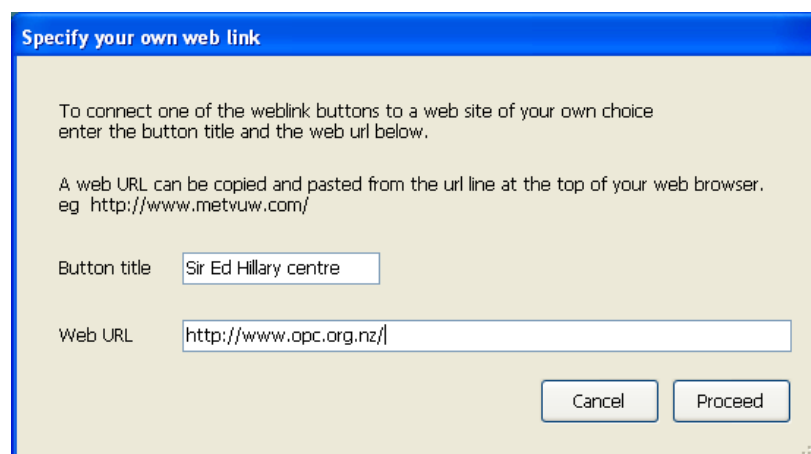 Specify your own web link
To connect one of the weblink buttons to a web site of your own choice
enter the button title and the web url below.
A web URL can be copied and pasted from the url line at the top of your web browser.
eg  http://www.metvuw.com/
Button title  Sir Ed Hillary centre
Web URL  http://www.opc.org.nz/
Cancel  Proceed